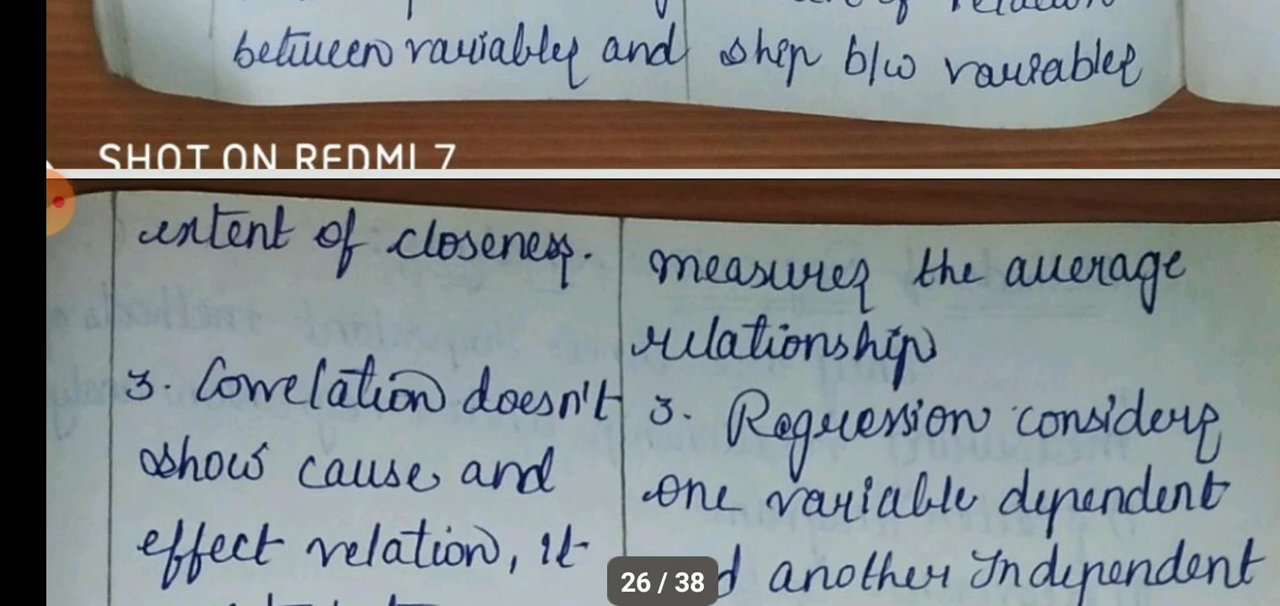 relation
between variables and
ship b/w variables
SHOT ON REDMI 7
extent of closeness.
3. Correlation doesn't
show cause and
effect relation, it
measures the average
relationship
3. Regression considers
one variable dependent
another Independent
26 / 38